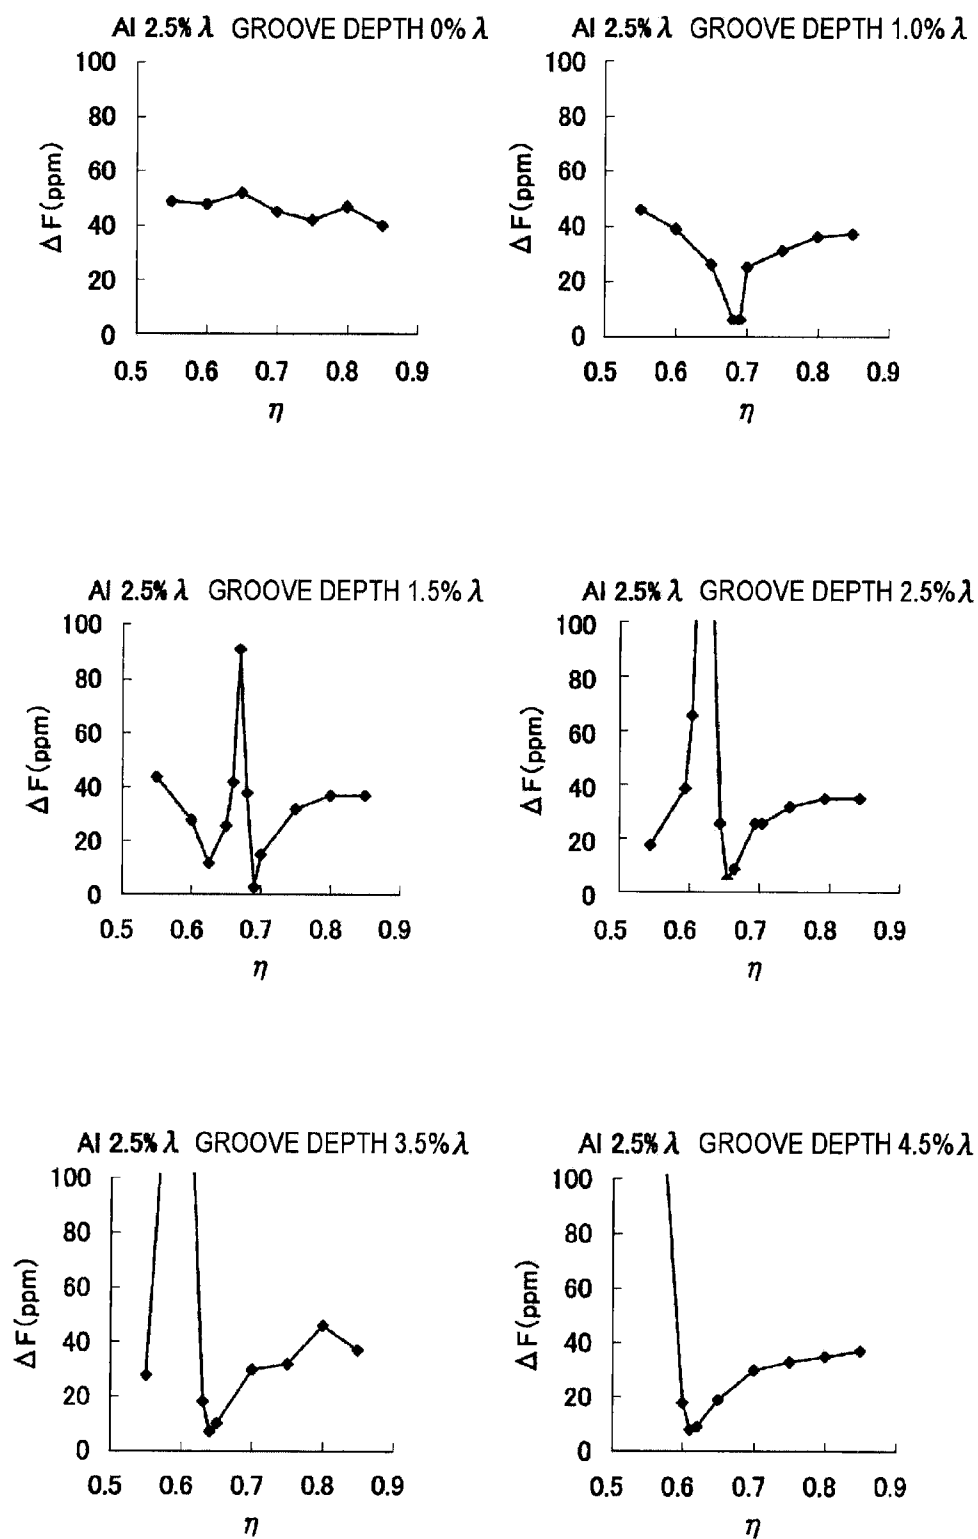 Al 2.5% λ GROOVE DEPTH 0% λ
100
80
60
40
20
0
ΔF(ppm)
0.5 0.6 0.7 0.8 0.9
η
Al 2.5% λ GROOVE DEPTH 1.0% λ
100
80
60
40
20
0
ΔF(ppm)
0.5 0.6 0.7 0.8 0.9
η
Al 2.5% λ GROOVE DEPTH 1.5% λ
100
80
60
40
20
0
ΔF(ppm)
0.5 0.6 0.7 0.8 0.9
η
Al 2.5% λ GROOVE DEPTH 2.5% λ
100
80
60
40
20
0
ΔF(ppm)
0.5 0.6 0.7 0.8 0.9
η
Al 2.5% λ GROOVE DEPTH 3.5% λ
100
80
60
40
20
0
ΔF(ppm)
0.5 0.6 0.7 0.8 0.9
η
Al 2.5% λ GROOVE DEPTH 4.5% λ
100
80
60
40
20
0
ΔF(ppm)
0.5 0.6 0.7 0.8 0.9
η